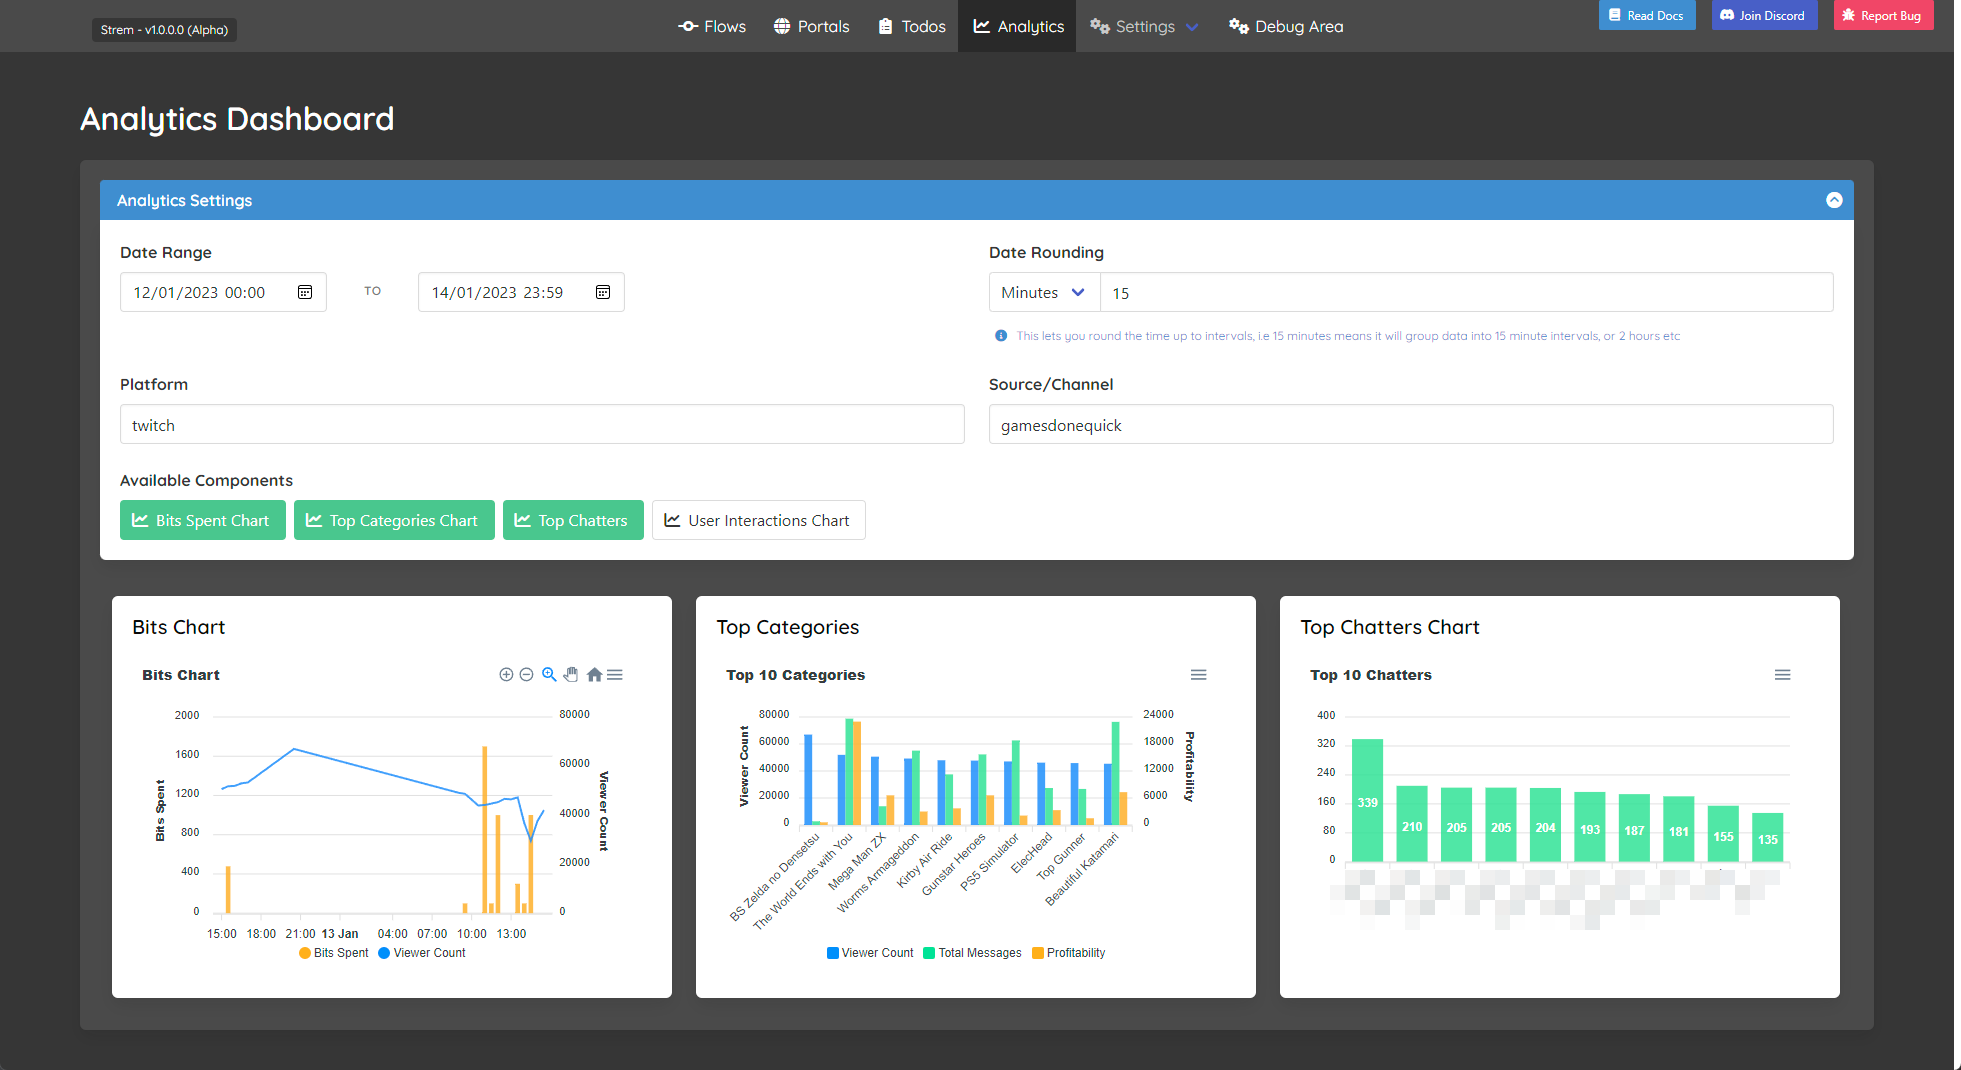 Strem - v1.0.0.0 (Alpha)
Flows
Portals
Todos
Analytics
Settings
Debug Area
Read Docs
Join Discord
Report Bug
Analytics Dashboard
Analytics Settings
Date Range
12/01/2023 00:00
TO
14/01/2023 23:59
Date Rounding
Minutes
15
This lets you round the time up to intervals, i.e 15 minutes means it will group data into 15 minute intervals, or 2 hours etc
Platform
twitch
Source/Channel
gamesdonequick
Available Components
Bits Spent Chart
Top Categories Chart
Top Chatters
User Interactions Chart
Bits Chart
Bits Chart
2000
1600
1200
800
400
0
Bits Spent
80000
60000
40000
20000
0
Viewer Count
15:00 18:00 21:00 13 Jan 04:00 07:00 10:00 13:00
Bits Spent Viewer Count
Top Categories
Top 10 Categories
80000
60000
40000
20000
0
Viewer Count
24000
18000
12000
6000
0
Profitability
BS Zelda no Densetsu
The World Ends with You
Mega Man ZX
Worms Armageddon
Kirby Air Ride
Gunstar Heroes
PS5 Simulator
ElecHead
Top Gunner
Beautiful Katamari
Viewer Count Total Messages Profitability
Top Chatters Chart
Top 10 Chatters
400
320
240
160
80
0
339 210 205 205 204 193 187 181 155 135